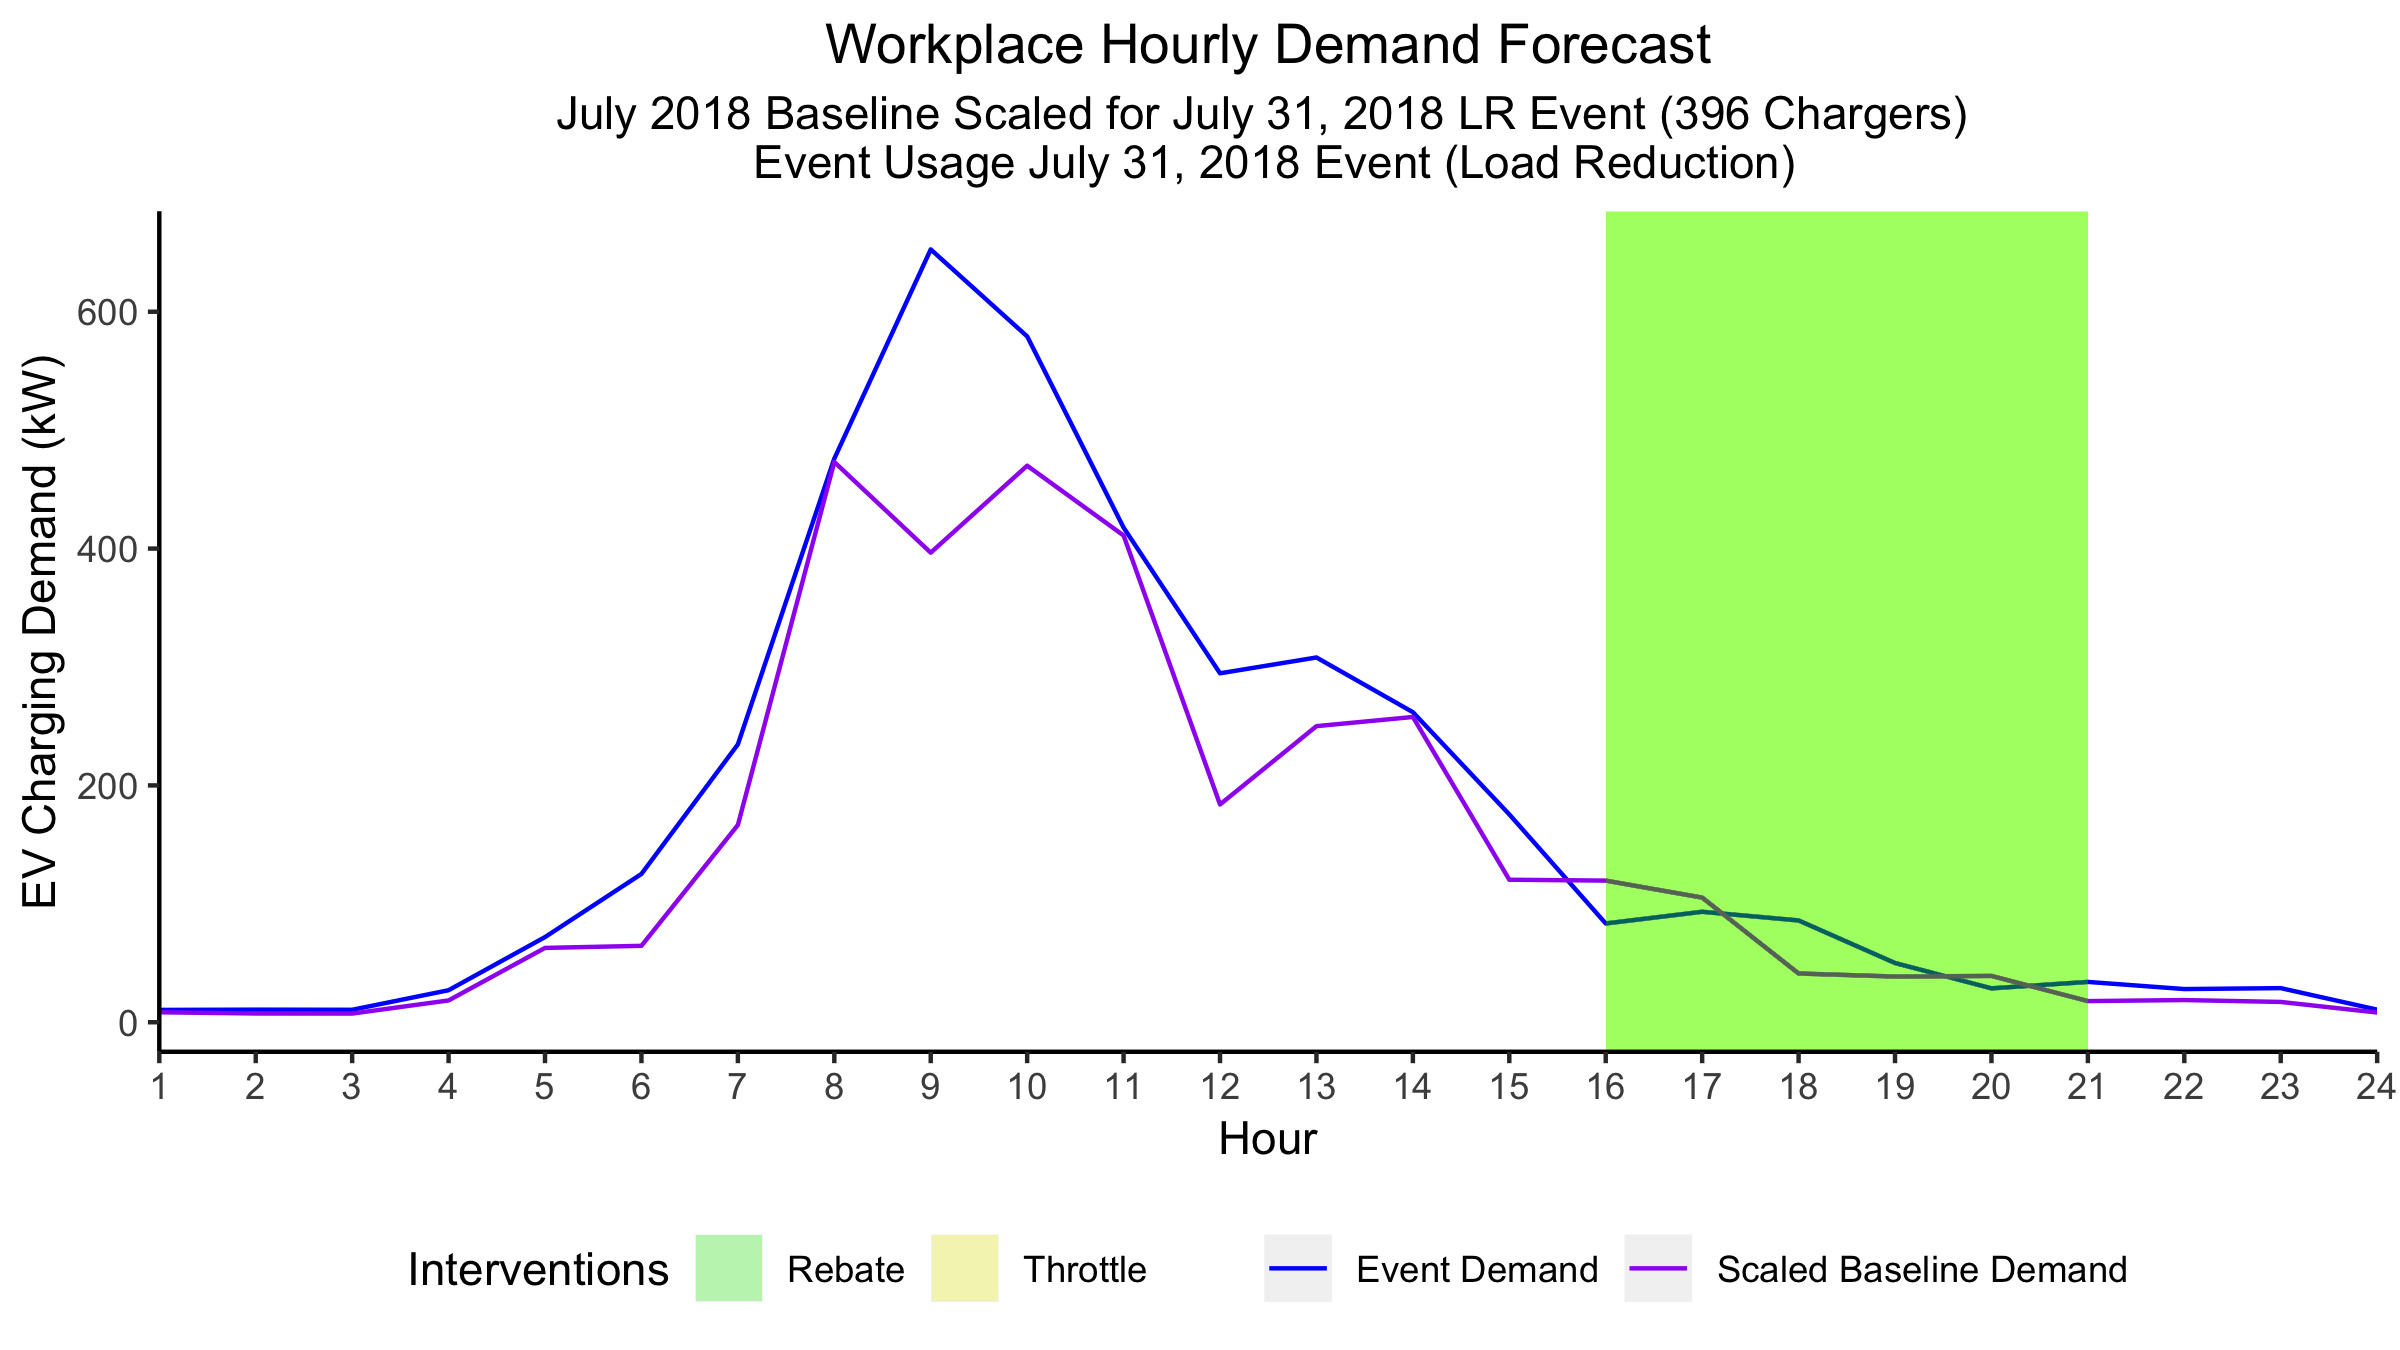 Workplace Hourly Demand Forecast
July 2018 Baseline Scaled for July 31, 2018 LR Event (396 Chargers)
Event Usage July 31, 2018 Event (Load Reduction)
EV Charging Demand (kW)
600
400
200
0
1 2 3 4 5 6 7 8 9 10 11 12 13 14 15 16 17 18 19 20 21 22 23 24
Hour
Interventions Rebate Throttle Event Demand Scaled Baseline Demand